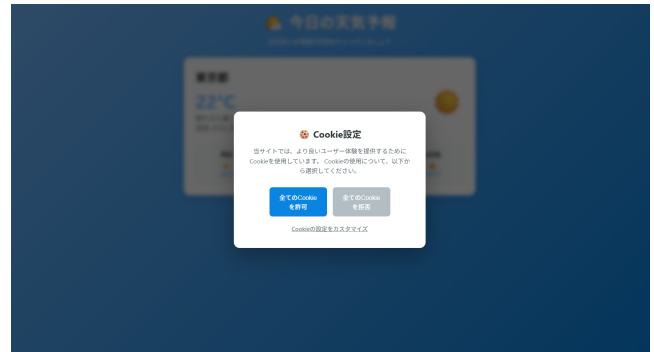 今日の天気予報
東京都
22°C
Cookie設定
当サイトでは、より良いユーザー体験を提供するために
Cookieを使用しています。 Cookieの使用について、以下か
ら選択してください。
全てのCookie
を許可
全てのCookie
を拒否
Cookieの設定をカスタマイズ